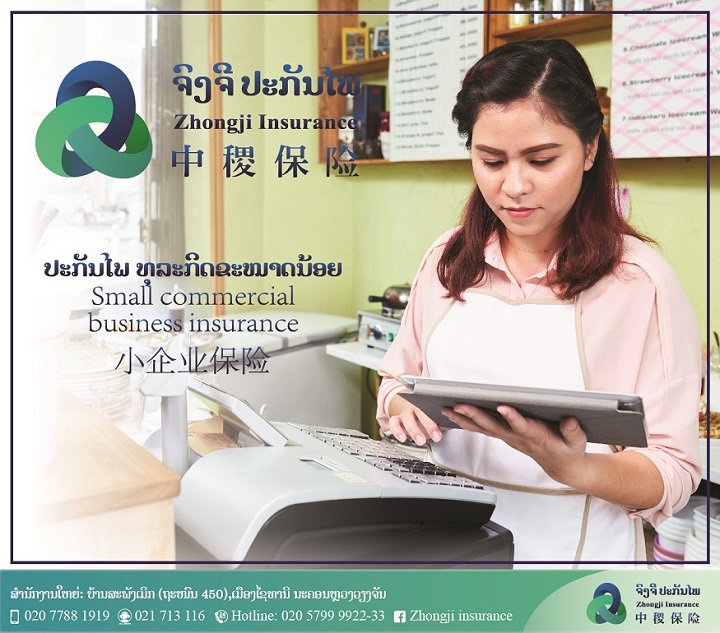 ຈົງຈີ ປະກັນໄພ
Zhongji Insurance
中稷保险
ປະກັນໄພ ທຸລະກິດຂະໜາດນ້ອຍ
Small commercial
business insurance
小企业保险
ສຳນັກງານໃຫຍ່: ບ້ານສະພັງເມິກ (ຖະໜົນ 450),ເມືອງໄຊທານີ ນະຄອນຫຼວງວຽງຈັນ
020 7788 1919 021 713 116 Hotline: 020 5799 9922-33 Zhongji insurance
ຈົງຈີ ປະກັນໄພ
Zhongji Insurance
中稷保险